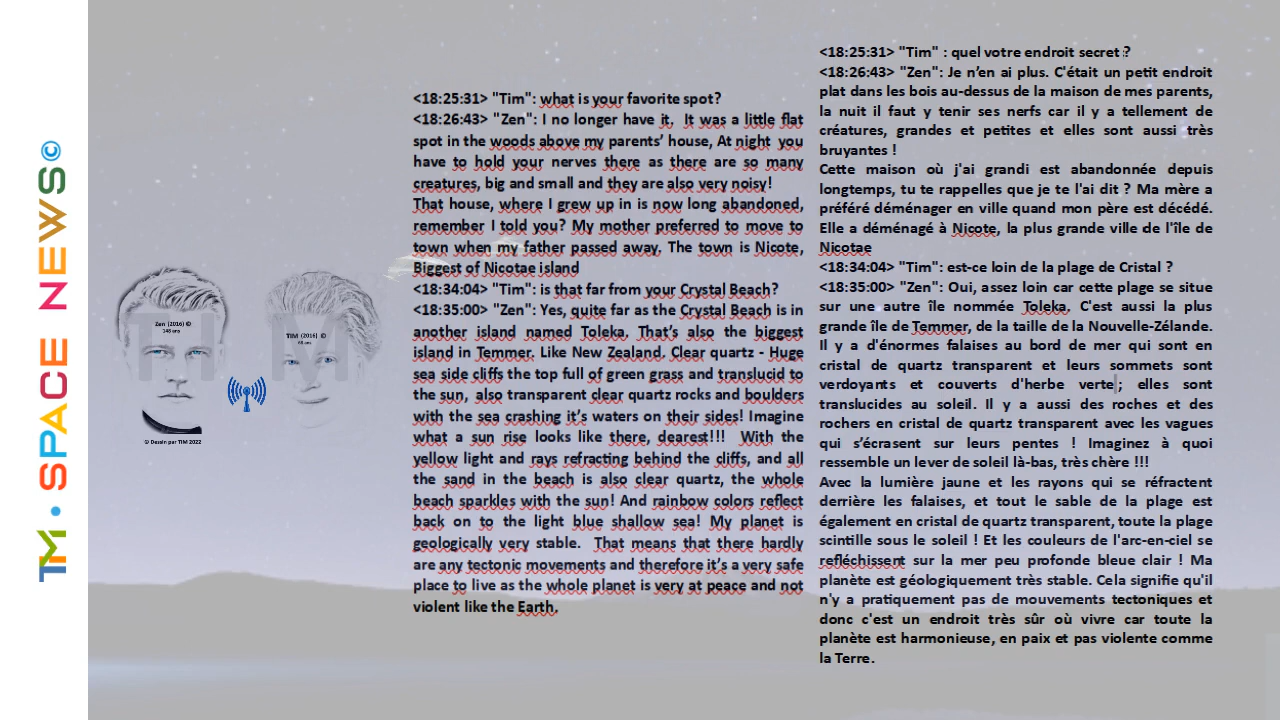 TM • SPACE NEWS©
Zen (2016) ©
148 ans
TIM (2016) ©
68 ans
TIM
© Dessin par TIM 2022
<18:25:31> "Tim": what is your favorite spot?
<18:26:43> "Zen": I no longer have it. It was a little flat
spot in the woods above my parents’ house, At night you
have to hold your nerves there as there are so many
creatures, big and small and they are also very noisy!
That house, where I grew up in is now long abandoned,
remember I told you? My mother preferred to move to
town when my father passed away. The town is Nicote,
Biggest of Nicotae island
<18:34:04> "Tim": is that far from your Crystal Beach?
<18:35:00> "Zen": Yes, quite far as the Crystal Beach is in
another island named Toleka. That’s also the biggest
island in Temmer. Like New Zealand. Clear quartz - Huge
sea side cliffs the top full of green grass and translucid to
the sun, also transparent clear quartz rocks and boulders
with the sea crashing it’s waters on their sides! Imagine
what a sun rise looks like there, dearest!!! With the
yellow light and rays refracting behind the cliffs, and all
the sand in the beach is also clear quartz, the whole
beach sparkles with the sun! And rainbow colors reflect
back on to the light blue shallow sea! My planet is
geologically very stable. That means that there hardly
are any tectonic movements and therefore it’s a very safe
place to live as the whole planet is very at peace and not
violent like the Earth.
<18:25:31> "Tim" : quel votre endroit secret ?
<18:26:43> "Zen": Je n’en ai plus. C'était un petit endroit
plat dans les bois au-dessus de la maison de mes parents,
la nuit il faut y tenir ses nerfs car il y a tellement de
créatures, grandes et petites et elles sont aussi très
bruyantes !
Cette maison où j'ai grandi est abandonnée depuis
longtemps, tu te rappelles que je te l'ai dit ? Ma mère a
préféré déménager en ville quand mon père est décédé.
Elle a déménagé à Nicote, la plus grande ville de l'île de
Nicotae
<18:34:04> "Tim": est-ce loin de la plage de Cristal ?
<18:35:00> "Zen": Oui, assez loin car cette plage se situe
sur une autre île nommée Toleka. C'est aussi la plus
grande île de Temmer, de la taille de la Nouvelle-Zélande.
Il y a d'énormes falaises au bord de mer qui sont en
cristal de quartz transparent et leurs sommets sont
verdoyants et couverts d'herbe verte ; elles sont
translucides au soleil. Il y a aussi des roches et des
rochers en cristal de quartz transparent avec les vagues
qui s’écrasent sur leurs pentes ! Imaginez à quoi
ressemble un lever de soleil là-bas, très chère !!!
Avec la lumière jaune et les rayons qui se réfractent
derrière les falaises, et tout le sable de la plage est
également en cristal de quartz transparent, toute la plage
scintille sous le soleil ! Et les couleurs de l'arc-en-ciel se
refléchissent sur la mer peu profonde bleue clair ! Ma
planète est géologiquement très stable. Cela signifie qu'il
n'y a pratiquement pas de mouvements tectoniques et
donc c'est un endroit très sûr où vivre car toute la
planète est harmonieuse, en paix et pas violente comme
la Terre.